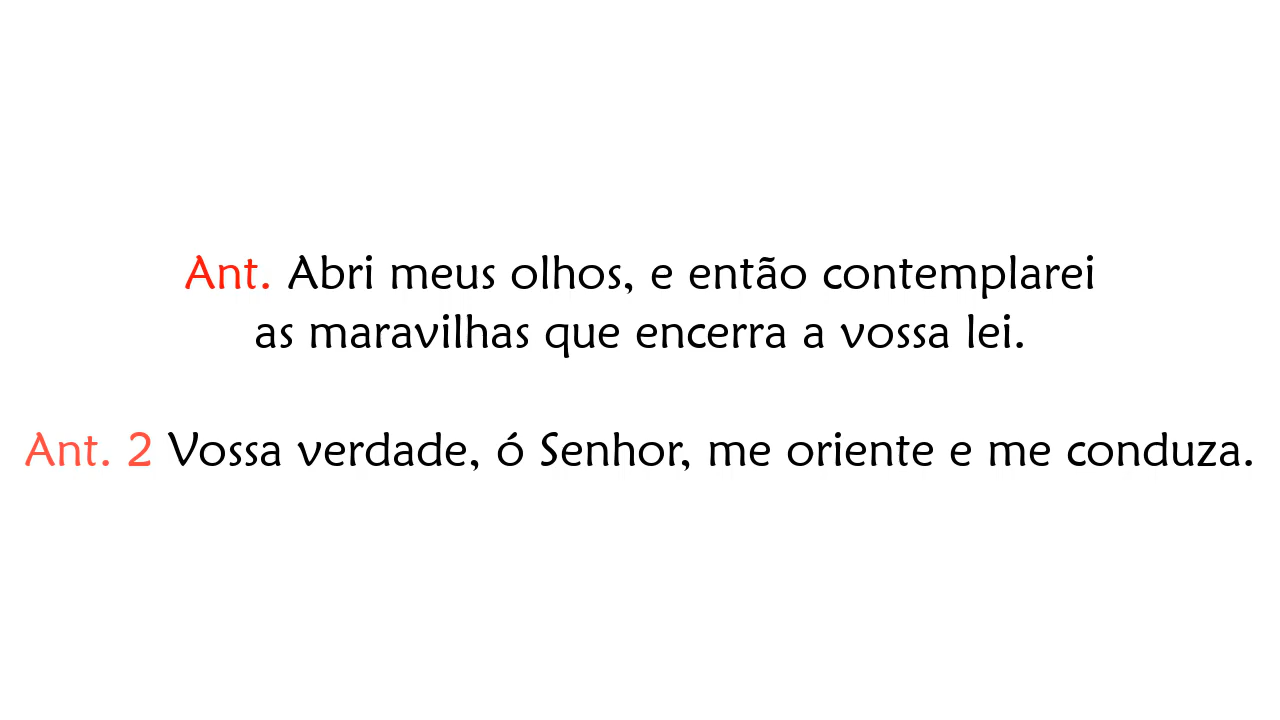 Ant. Abri meus olhos, e então contemplarei
as maravilhas que encerra a vossa lei.
Ant. 2 Vossa verdade, ó Senhor, me oriente e me conduza.